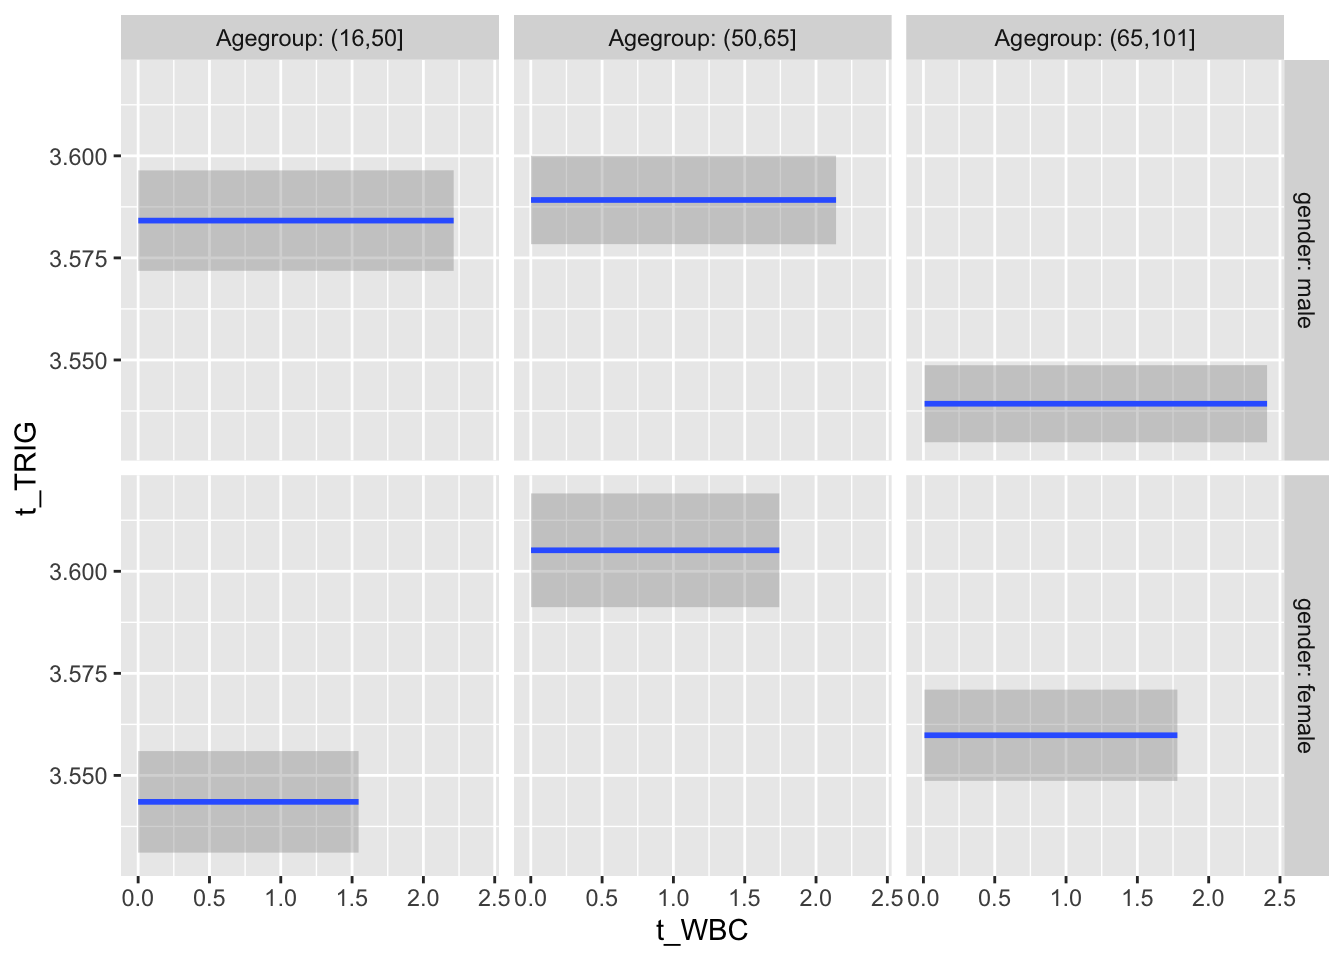 Agegroup: (16,50]
Agegroup: (50,65]
Agegroup: (65,101]
3.600
3.575
3.550
gender: male
t_TRIG
3.600
3.575
3.550
gender: female
0.0 0.5 1.0 1.5 2.0 2.5
0.0 0.5 1.0 1.5 2.0 2.5
0.0 0.5 1.0 1.5 2.0 2.5
t_WBC